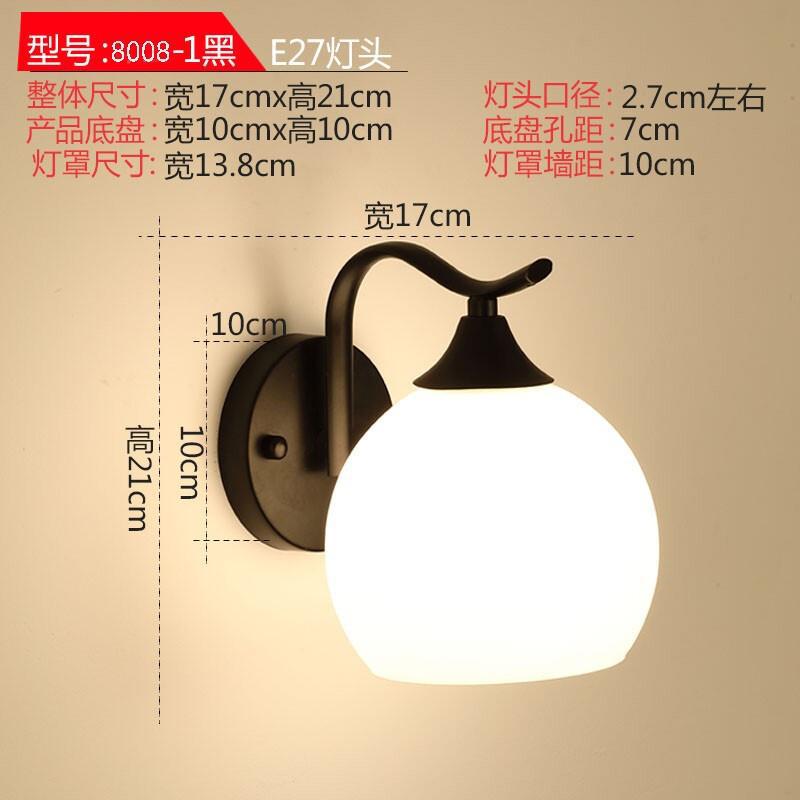 型号:8008-1黑 E27灯头
整体尺寸:宽17cmx高21cm 灯头口径:2.7cm左右
产品底盘:宽10cmx高10cm 底盘孔距:7cm
灯罩尺寸:宽13.8cm 灯罩墙距:10cm
宽17cm
10cm
高21cm
10cm